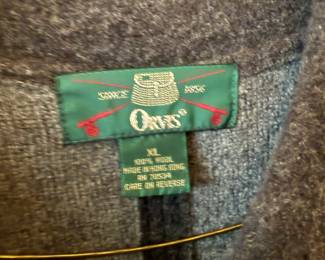 SINCE 1856
ORVIS®
XL
100% WOOL
MADE IN HONG KONG
RN 70534
CARE ON REVERSE